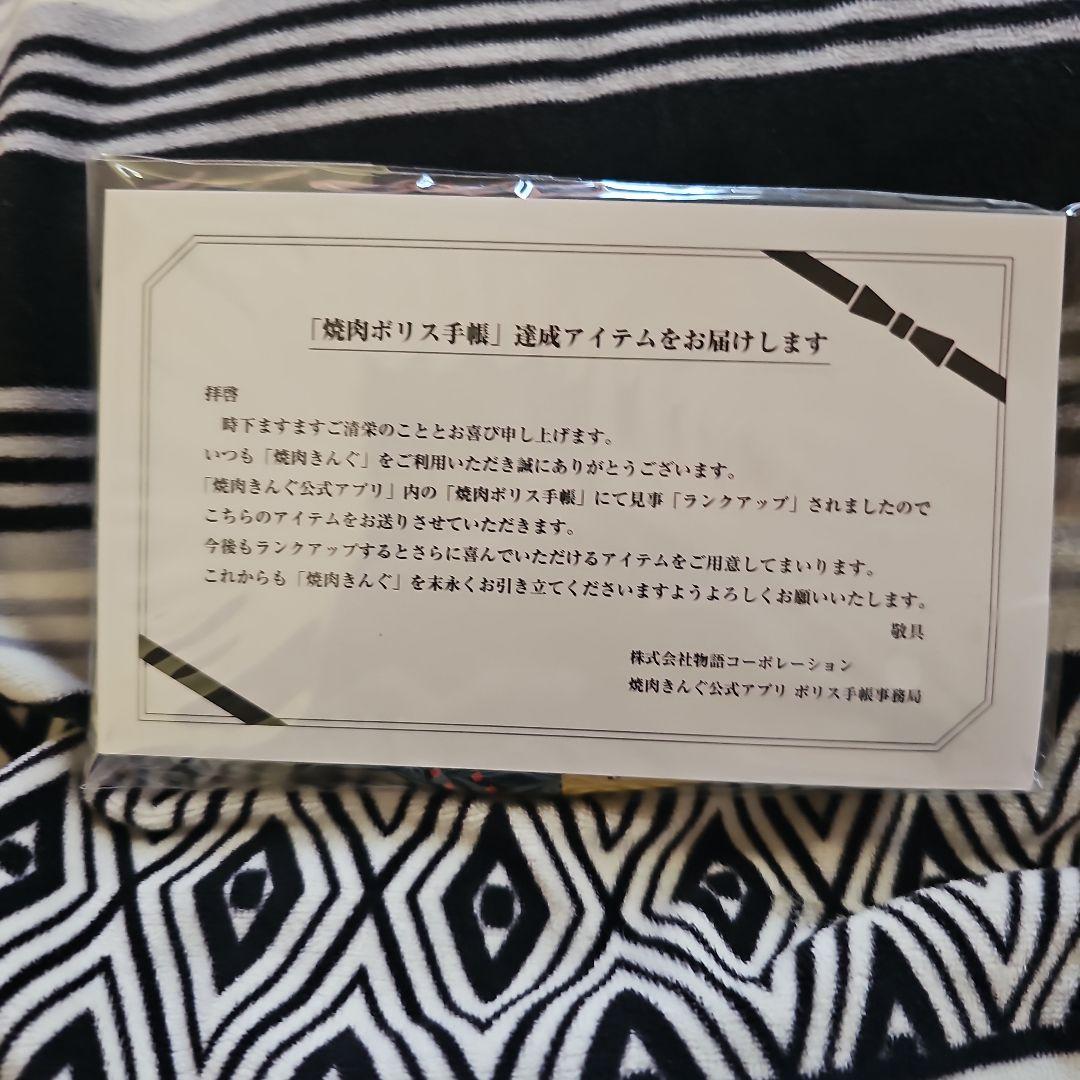 「焼肉ポリス手帳」達成アイテムをお届けします
拝啓
時下ますますご清栄のこととお喜び申し上げます。
いつも「焼肉きんぐ」をご利用いただき誠にありがとうございます。
「焼肉きんぐ公式アプリ」内の「焼肉ポリス手帳」にて見事「ランクアップ」されましたので
こちらのアイテムをお送りさせていただきます。
今後もランクアップするとさらに喜んでいただけるアイテムをご用意してまいります。
これからも「焼肉きんぐ」を末永くお引き立てくださいますようよろしくお願いいたします。
敬具
株式会社物語コーポレーション
焼肉きんぐ公式アプリ ポリス手帳事務局